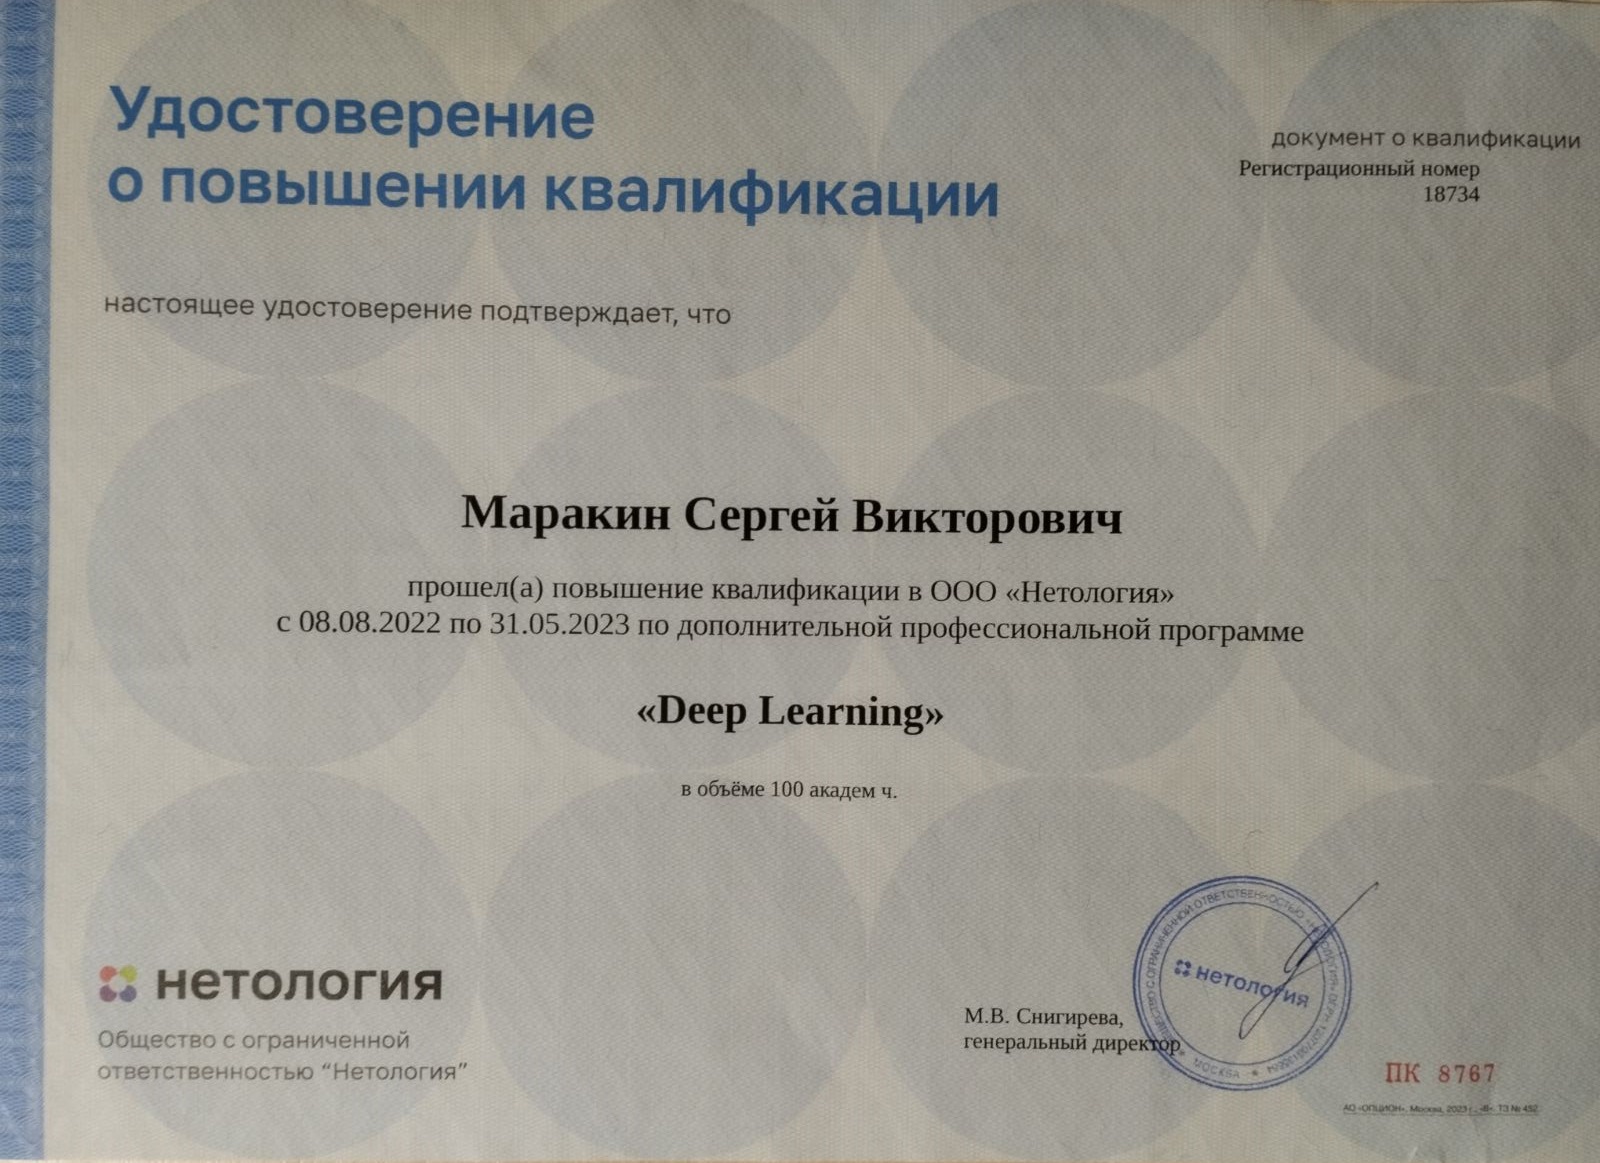 Удостоверение
о повышении квалификации
документ о квалификации
Регистрационный номер
18734
настоящее удостоверение подтверждает, что
Маракин Сергей Викторович
прошел(а) повышение квалификации в ООО «Нетология»
с 08.08.2022 по 31.05.2023 по дополнительной профессиональной программе
«Deep Learning»
в объёме 100 академ ч.
нетология
Общество с ограниченной
ответственностью “Нетология”
М.В. Снигирева,
генеральный директор
ОБЩЕСТВО С ОГРАНИЧЕННОЙ ОТВЕТСТВЕННОСТЬЮ «НЕТОЛОГИЯ» ОГРН
МОСКВА
нетология
ПК 8767
АО «ОПЦИОН», Москва, 2023 г., «В». ТЗ № 452